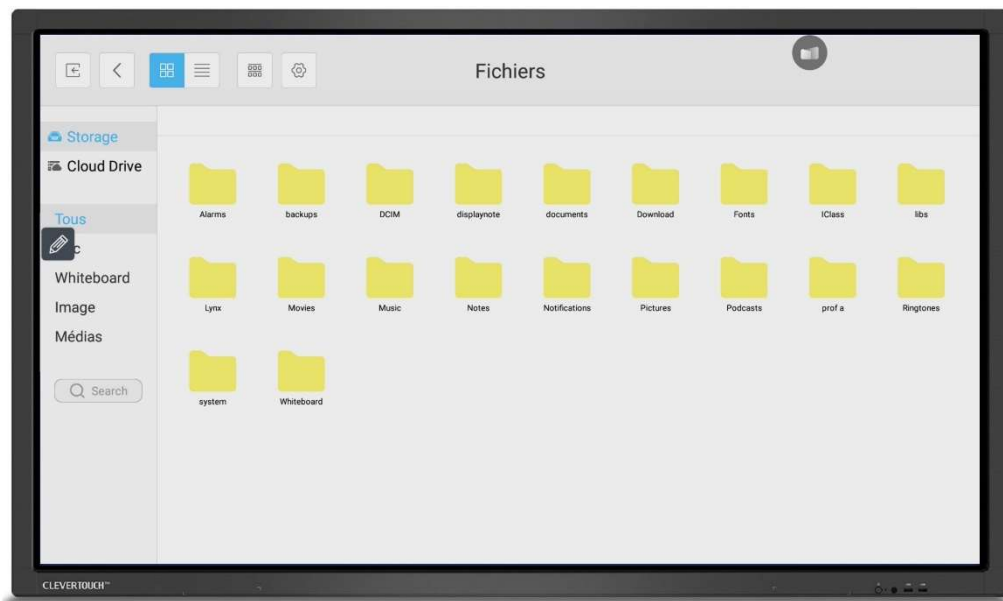 Fichiers
Storage
Cloud Drive
Tous
c
Whiteboard
Image
Médias
Search
Alarms backups DCIM displaynote documents Download Fonts IClass libs
Lynx Movies Music Notes Notifications Pictures Podcasts prof a Ringtones
system Whiteboard
CLEVERTOUCH™